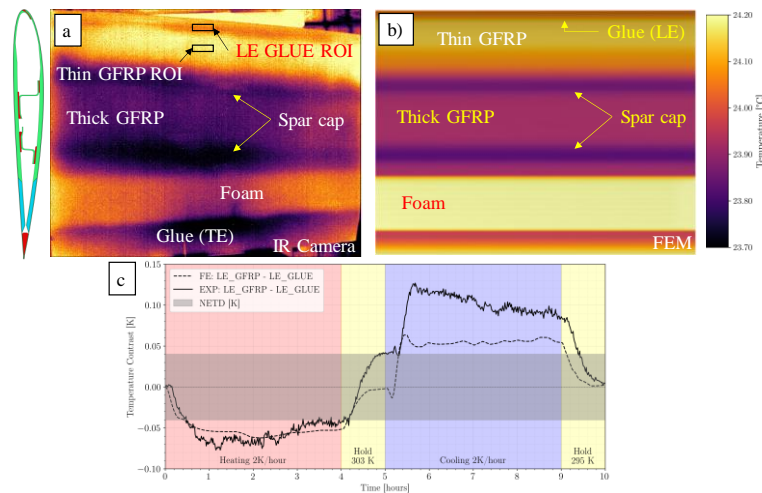 a
LE GLUE ROI
Thin GFRP ROI
Thick GFRP
Spar cap
Foam
Glue (TE)
IR Camera
b)
Thin GFRP
Glue (LE)
Thick GFRP
Spar cap
Foam
FEM
24.20
24.10
24.00
23.90
23.80
23.70
Temperature [°C]
c
0.15
0.10
0.05
0.00
−0.05
−0.10
Temperature Contrast [K]
FE: LE_GFRP - LE_GLUE
EXP: LE_GFRP - LE_GLUE
NETD [K]
Heating 2K/hour
Hold
303 K
Cooling 2K/hour
Hold
295 K
0 1 2 3 4 5 6 7 8 9 10
Time [hours]